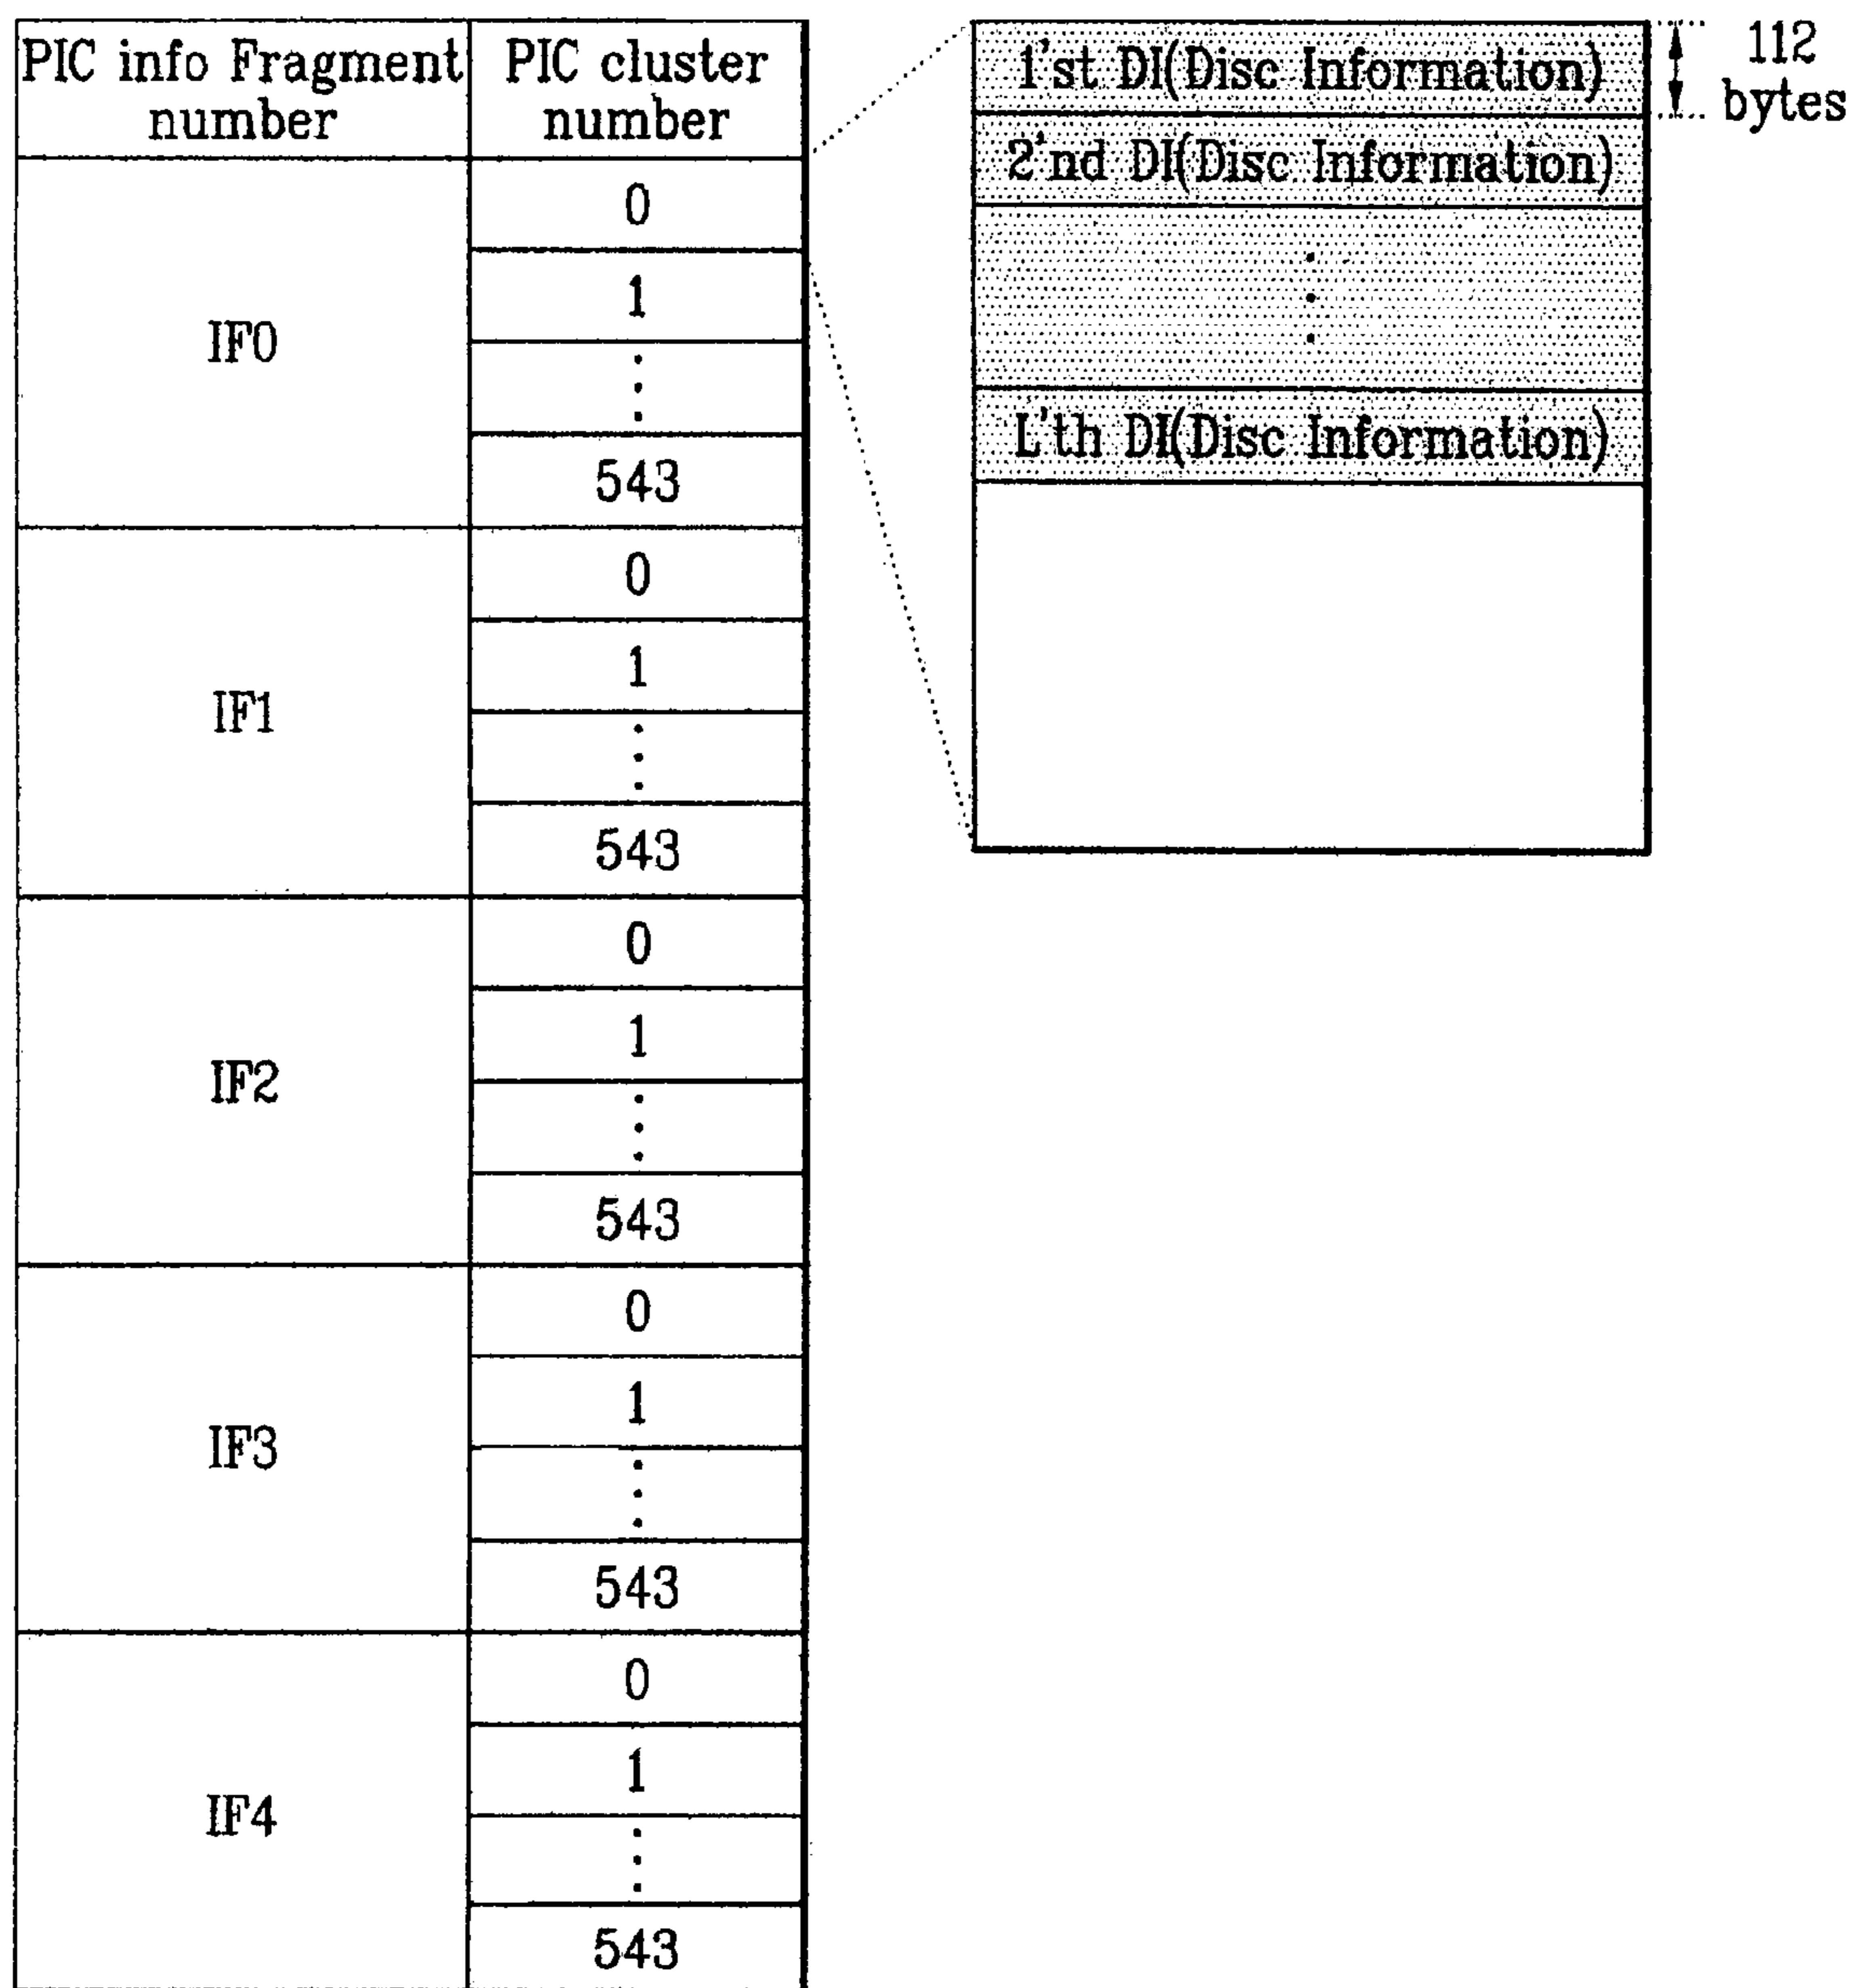 PIC info Fragment number
PIC cluster number
IF0
0
1
543
IF1
0
1
543
IF2
0
1
543
IF3
0
1
543
IF4
0
1
543
1'st DI(Disc Information)
2'nd DI(Disc Information)
L'th DI(Disc Information)
112
bytes